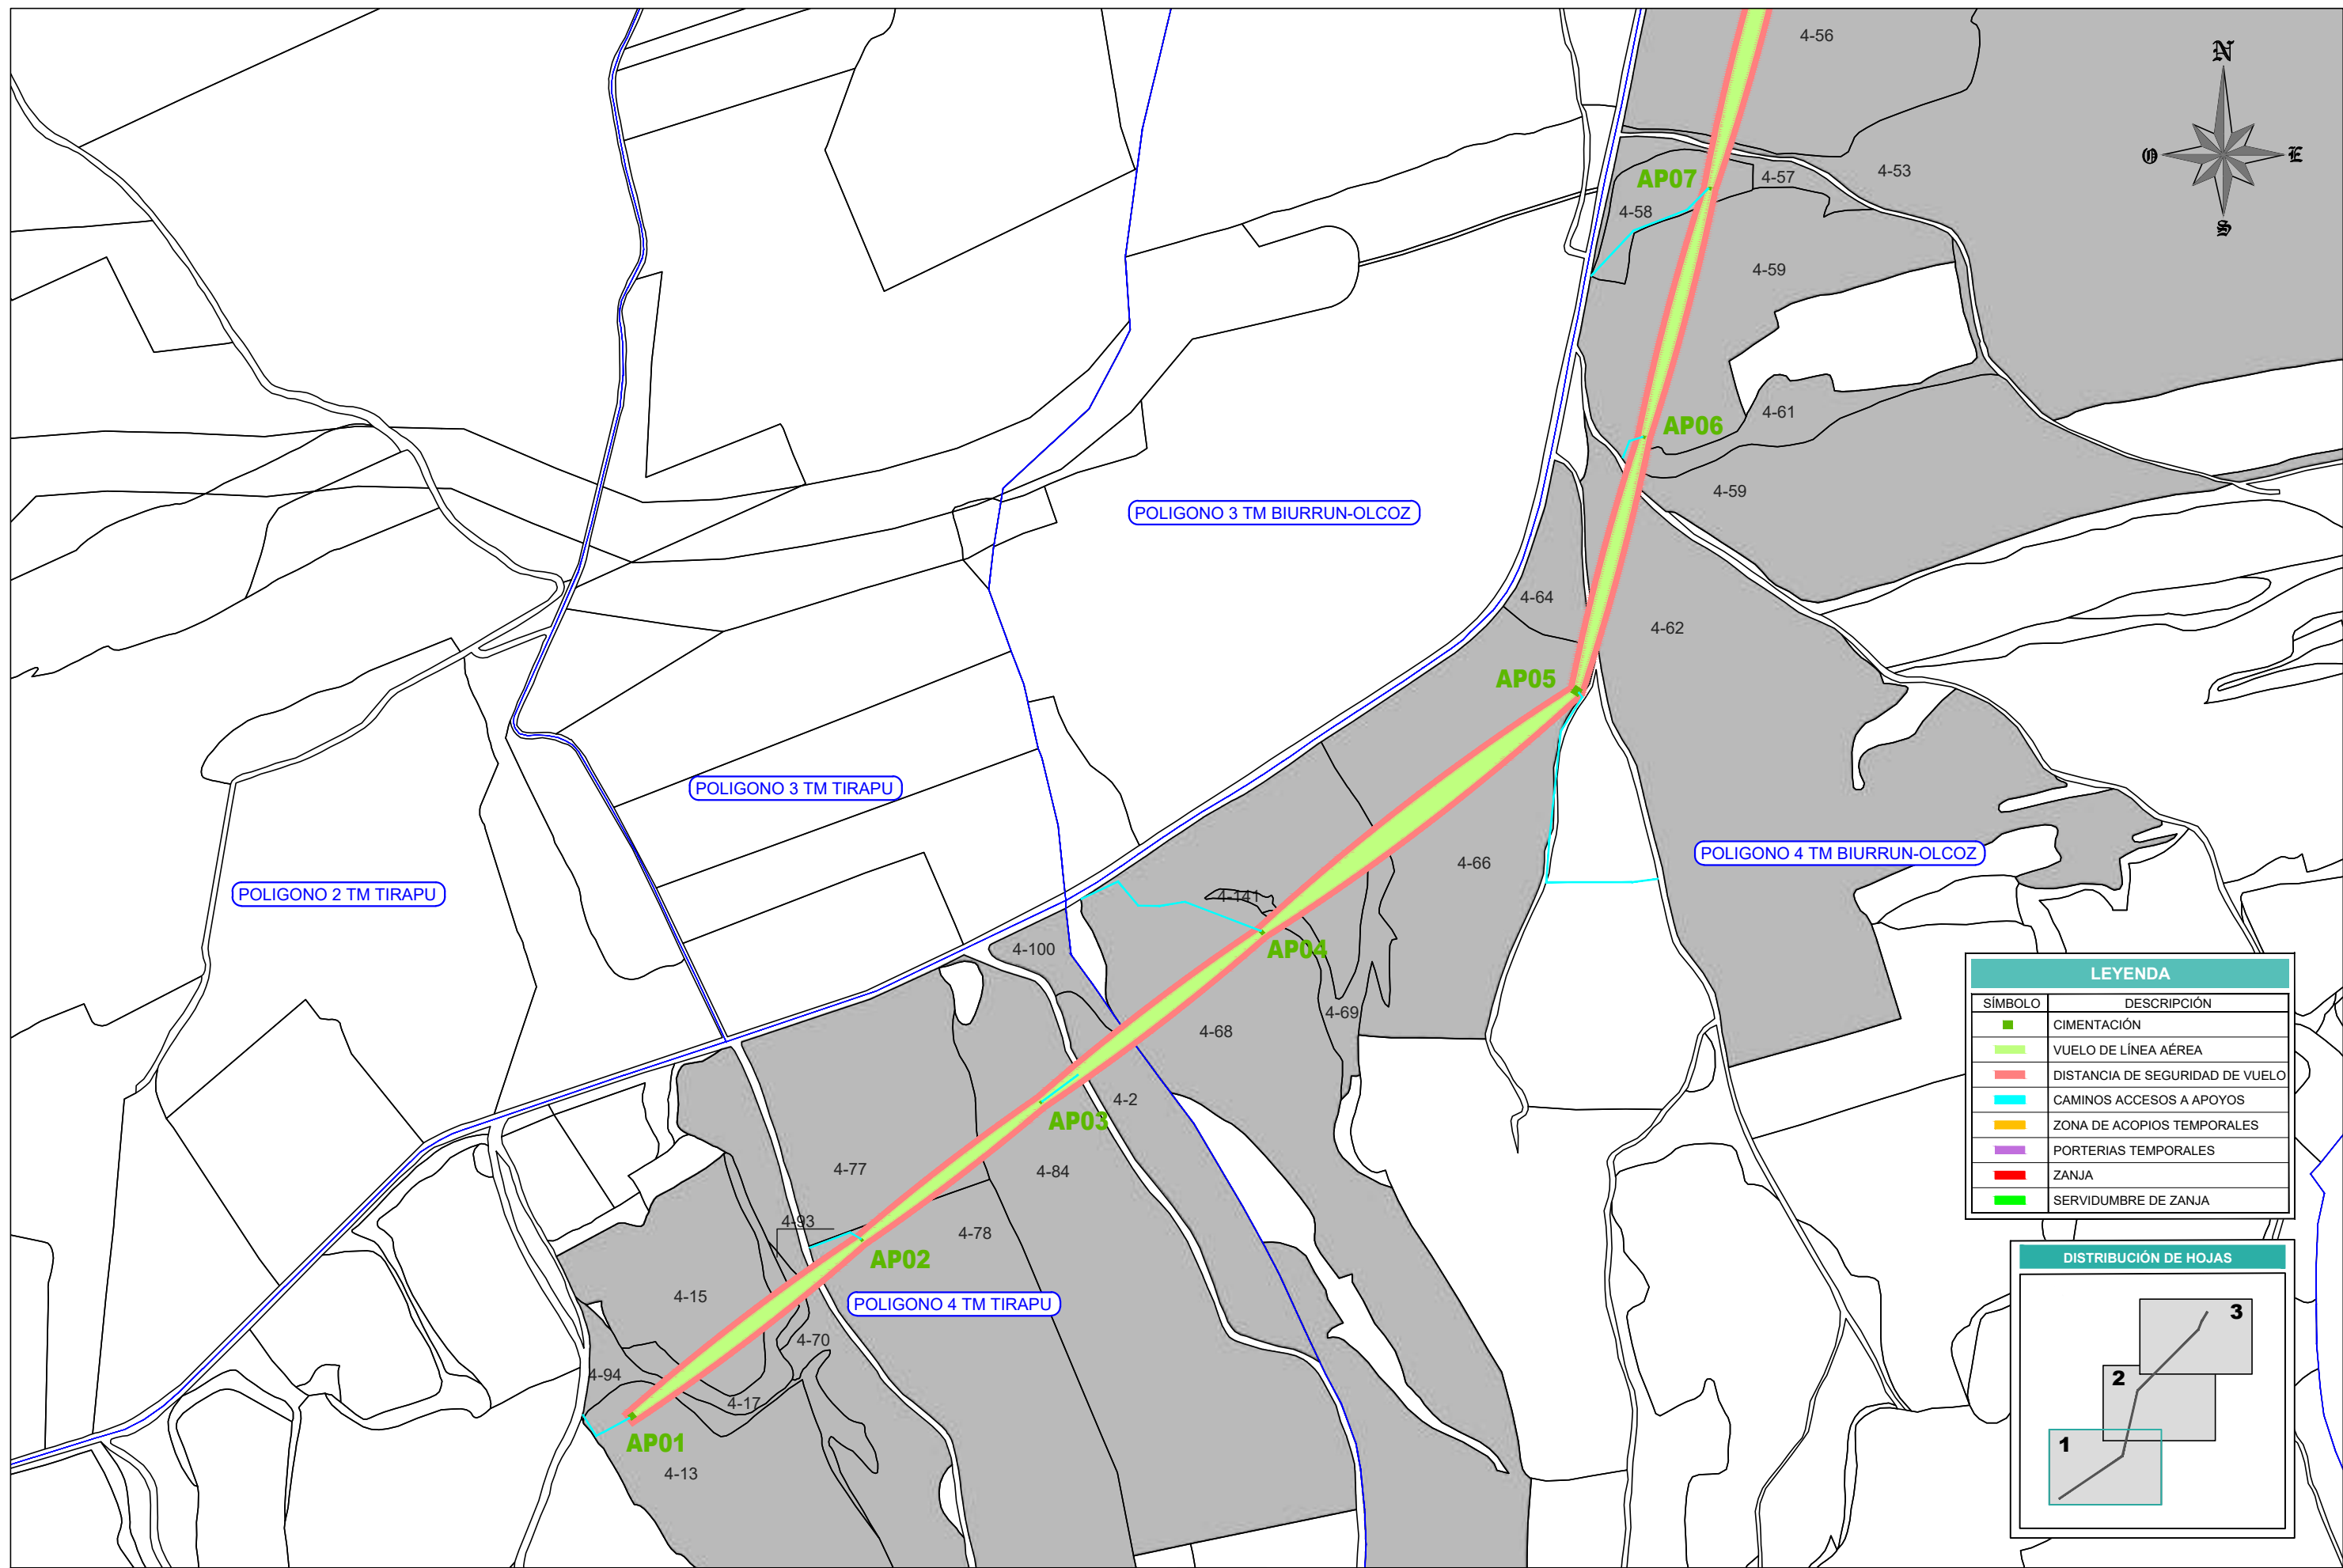 4-56
N
O
E
S
4-53
4-57
AP07
4-58
4-59
4-61
AP06
4-59
POLIGONO 3 TM BIURRUN-OLCOZ
4-64
4-62
AP05
POLIGONO 3 TM TIRAPU
POLIGONO 4 TM BIURRUN-OLCOZ
4-66
POLIGONO 2 TM TIRAPU
4-141
4-100
AP04
4-69
4-68
4-2
AP03
4-77
4-84
4-93
4-78
AP02
4-15
POLIGONO 4 TM TIRAPU
4-70
4-94
4-17
AP01
4-13
LEYENDA
SÍMBOLO DESCRIPCIÓN
CIMENTACIÓN
VUELO DE LÍNEA AÉREA
DISTANCIA DE SEGURIDAD DE VUELO
CAMINOS ACCESOS A APOYOS
ZONA DE ACOPIOS TEMPORALES
PORTERIAS TEMPORALES
ZANJA
SERVIDUMBRE DE ZANJA
DISTRIBUCIÓN DE HOJAS
3
2
1